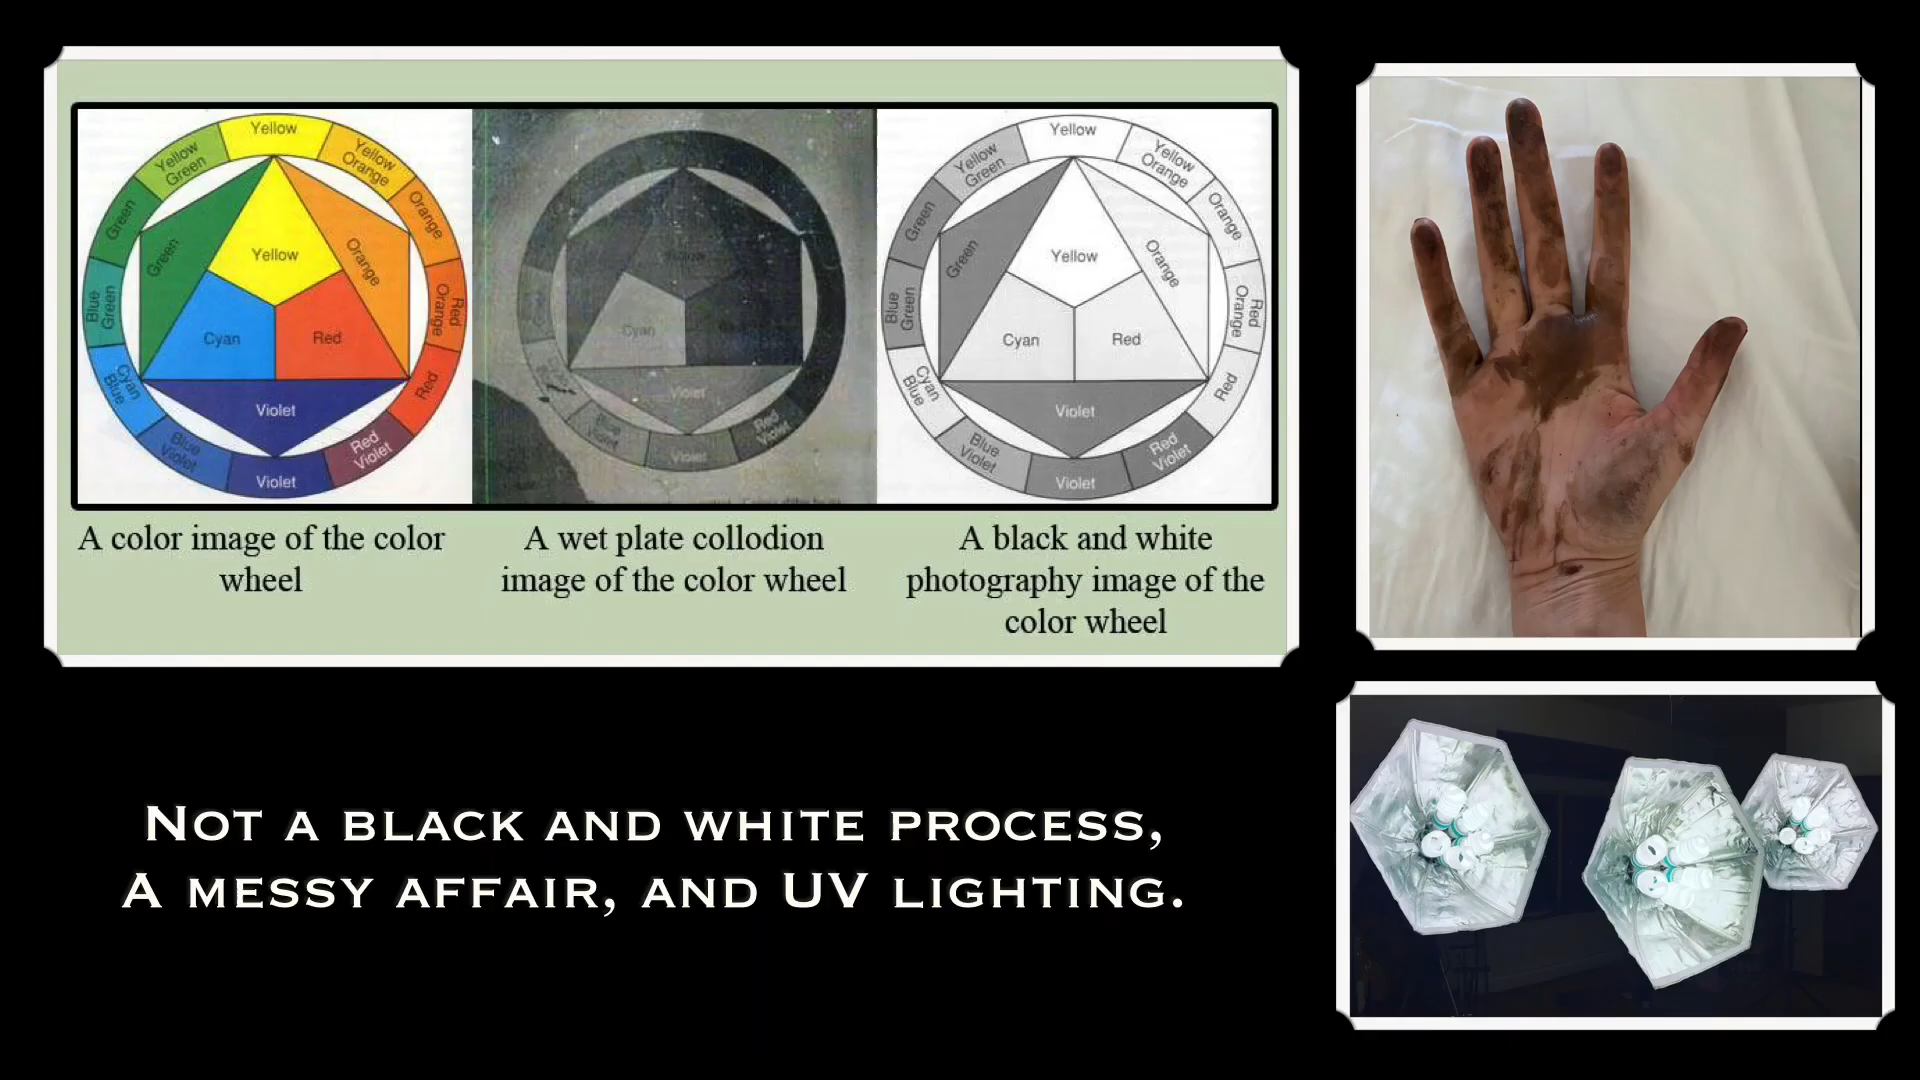 Yellow
Yellow
Orange
Orange
Red
Orange
Red
Red
Violet
Violet
Blue
Violet
Cyan
Blue
Blue
Green
Green
Yellow
Green
Yellow
Green
Orange
Cyan
Red
Violet
Yellow
Cyan
Violet
Blue
Violet
Violet
Red
Violet
Yellow
Yellow
Orange
Orange
Red
Orange
Red
Red
Violet
Violet
Blue
Violet
Cyan
Blue
Blue
Green
Green
Yellow
Green
Yellow
Green
Orange
Cyan
Red
Violet
A color image of the color
wheel
A wet plate collodion
image of the color wheel
A black and white
photography image of the
color wheel
NOT A BLACK AND WHITE PROCESS,
A MESSY AFFAIR, AND UV LIGHTING.